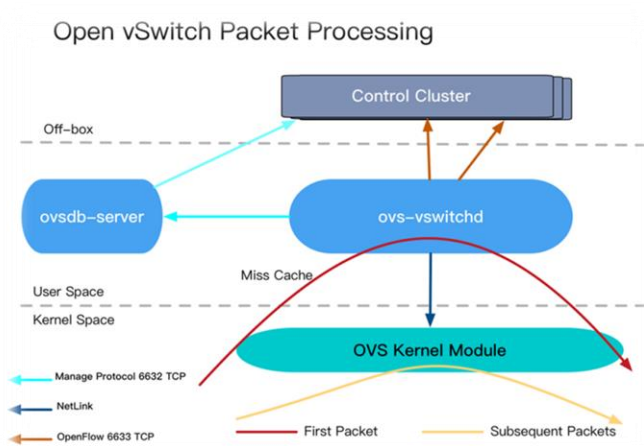 Open vSwitch Packet Processing
Control Cluster
Off-box
ovsdb-server
ovs-vswitchd
Miss Cache
User Space
Kernel Space
OVS Kernel Module
Manage Protocol 6632 TCP
NetLink
OpenFlow 6633 TCP
First Packet
Subsequent Packets